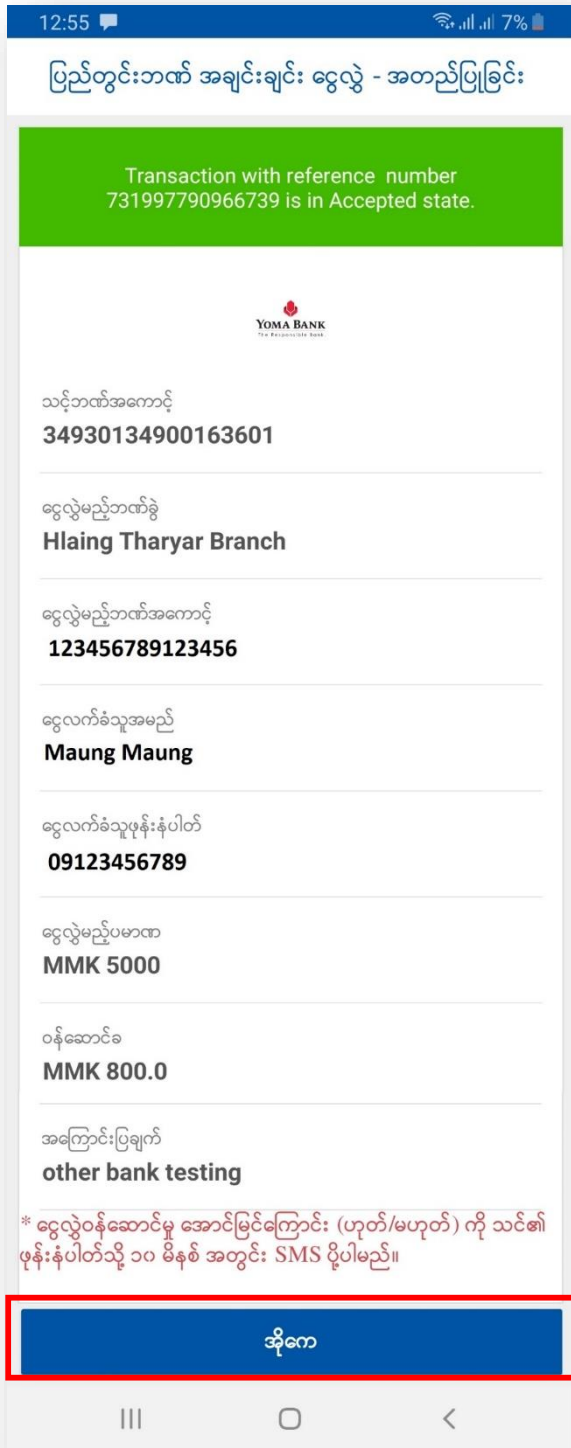 12:55
7%
ပြည်တွင်းဘဏ် အချင်းချင်း ငွေလွှဲ - အတည်ပြုခြင်း
Transaction with reference number
731997790966739 is in Accepted state.
YOMA BANK
The Responsible Bank
သင့်ဘဏ်အကောင့်
34930134900163601
ငွေလွှဲမည့်ဘဏ်ခွဲ
Hlaing Tharyar Branch
ငွေလွှဲမည့်ဘဏ်အကောင့်
123456789123456
ငွေလက်ခံသူအမည်
Maung Maung
ငွေလက်ခံသူဖုန်းနံပါတ်
09123456789
ငွေလွှဲမည့်ပမာဏ
MMK 5000
ဝန်ဆောင်ခ
MMK 800.0
အကြောင်းပြချက်
other bank testing
* ငွေလွှဲဝန်ဆောင်မှု အောင်မြင်ကြောင်း (ဟုတ်/မဟုတ်) ကို သင်၏
ဖုန်းနံပါတ်သို့ ၁၀ မိနစ် အတွင်း SMS ပို့ပါမည်။
အိုကေ